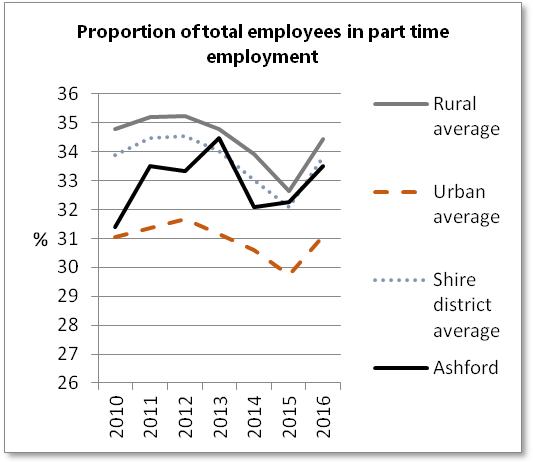 Proportion of total employees in part time
employment
36
35
34
33
32
31
30
29
28
27
26
%
2010
2011
2012
2013
2014
2015
2016
Rural
average
Urban
average
Shire
district
average
Ashford